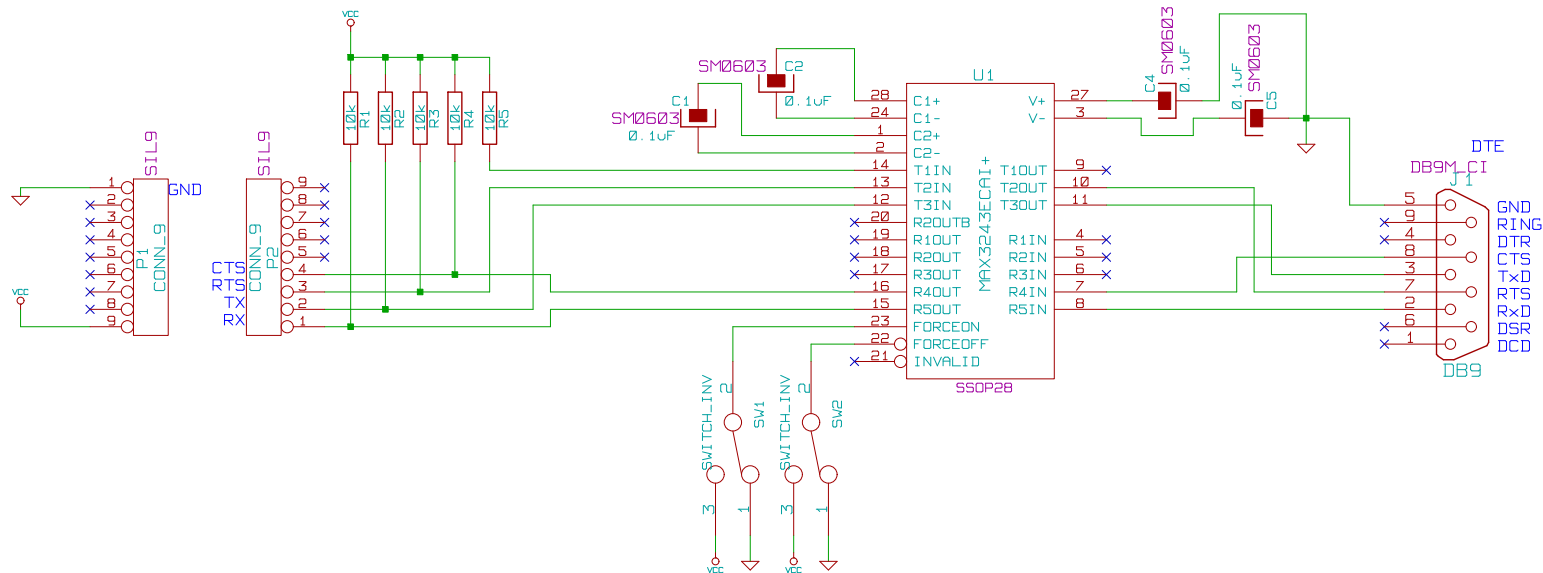 VCC
10k
R1
10k
R2
10k
R3
10k
R4
10k
R5
SIL9
1
2
3
4
5
6
7
8
9
P1
CONN_9
GND
VCC
SIL9
9
8
7
6
5
4
3
2
1
CONN_9
P2
CTS
RTS
TX
RX
SM0603
C2
0.1uF
C1
SM0603
0.1uF
U1
28 C1+
24 C1-
1 C2+
2 C2-
14 T1IN
13 T2IN
12 T3IN
20 R2OUTB
19 R1OUT
18 R2OUT
17 R3OUT
16 R4OUT
15 R5OUT
23 FORCEON
22 FORCEOFF
21 INVALID
MAX3243ECAI+
V+ 27
V- 3
T1OUT 9
T2OUT 10
T3OUT 11
R1IN 4
R2IN 5
R3IN 6
R4IN 7
R5IN 8
SSOP28
C4
0.1uF
SM0603
0.1uF
SM0603
C5
DTE
DB9M_CI
J1
5 GND
9 RING
4 DTR
8 CTS
3 TxD
7 RTS
2 RxD
6 DSR
1 DCD
DB9
SWITCH_INV
2
SW1
3
1
VCC
SWITCH_INV
2
SW2
3
1
VCC